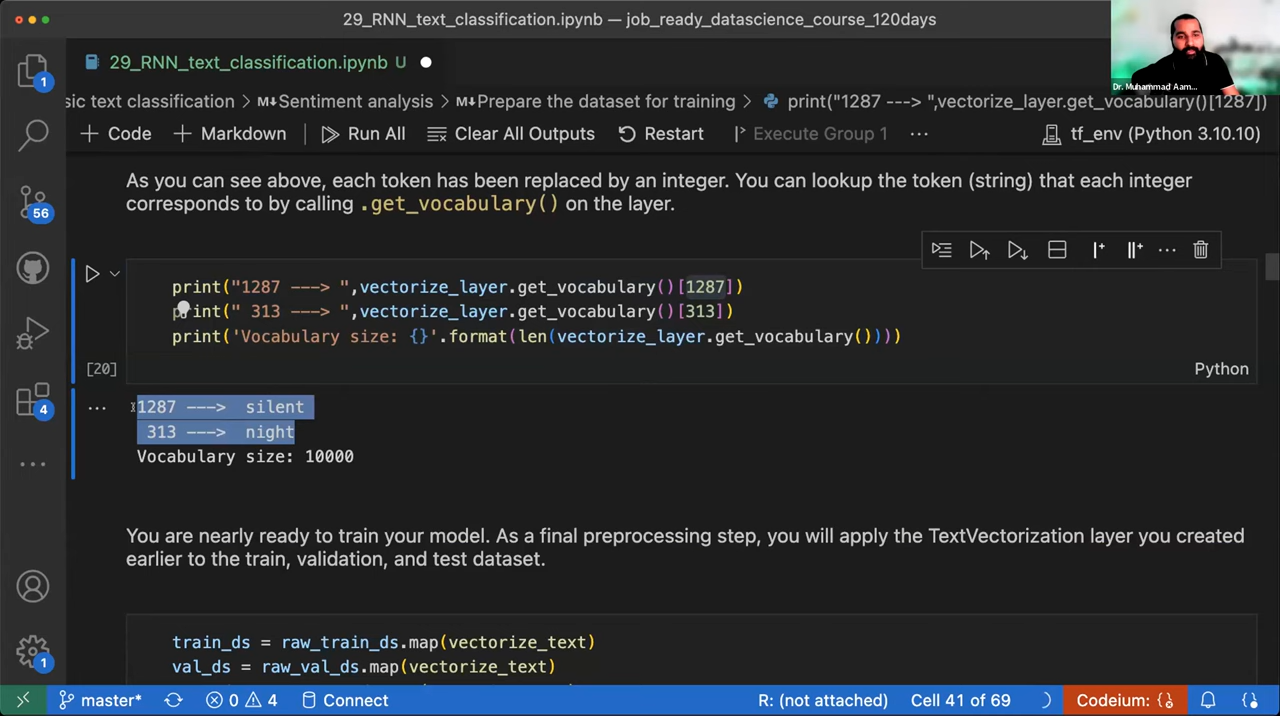 29_RNN_text_classification.ipynb — job_ready_datascience_course_120days
29_RNN_text_classification.ipynb U
sic text classification > M↓Sentiment analysis > M↓Prepare the dataset for training > print("1287 ---> ",vectorize_layer.get_vocabulary()[1287])
+ Code + Markdown Run All Clear All Outputs Restart Execute Group 1 ··· tf_env (Python 3.10.10)
Dr. Muhammad Aam...
As you can see above, each token has been replaced by an integer. You can lookup the token (string) that each integer
corresponds to by calling .get_vocabulary() on the layer.
print("1287 ---> ",vectorize_layer.get_vocabulary()[1287])
print(" 313 ---> ",vectorize_layer.get_vocabulary()[313])
print('Vocabulary size: {}'.format(len(vectorize_layer.get_vocabulary())))
[20]
Python
1287 ---> silent
313 ---> night
Vocabulary size: 10000
You are nearly ready to train your model. As a final preprocessing step, you will apply the TextVectorization layer you created
earlier to the train, validation, and test dataset.
train_ds = raw_train_ds.map(vectorize_text)
val_ds = raw_val_ds.map(vectorize_text)
1
56
4
1
master* 0 4 Connect R: (not attached) Cell 41 of 69 Codeium: {}